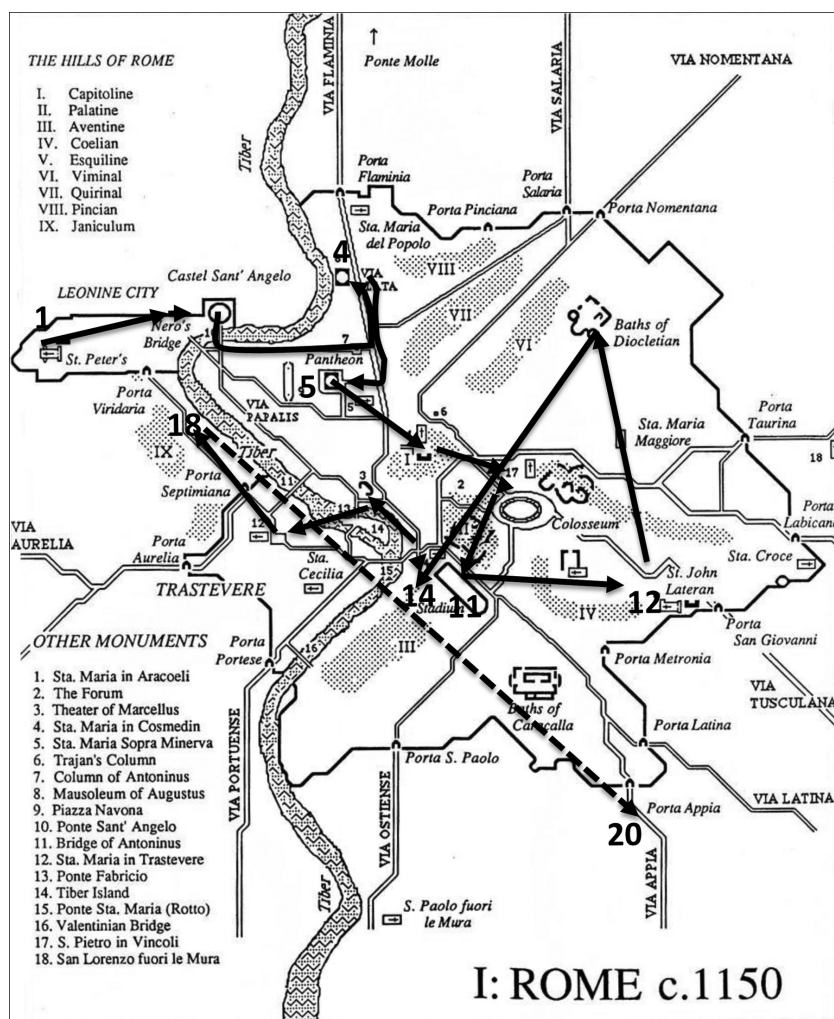 THE HILLS OF ROME
I. Capitoline
II. Palatine
III. Aventine
IV. Coelian
V. Esquiline
VI. Viminal
VII. Quirinal
VIII. Pincian
IX. Janiculum
VIA FLAMINIA
↑
Ponte Molle
VIA SALARIA
VIA NOMENTANA
Tiber
Porta Flaminia
Porta Salaria
Porta Pinciana
Porta Nomentana
Sta. Maria del Popolo
4
VIII
VII
VI
Castel Sant' Angelo
LEONINE CITY
1
Nero's Bridge
St. Peter's
Porta Viridaria
7
Pantheon
5
5
VIA PAPALIS
6
Baths of Diocletian
Sta. Maria Maggiore
Porta Taurina
18
18
IX
Tiber
I
17
2
3
Porta Septimiana
11
13
14
12
Colosseum
Porta Labicana
Sta. Croce
VIA AURELIA
Porta Aurelia
TRASTEVERE
Sta. Cecilia
15
14
Stadium
11
12
IV
St. John Lateran
Porta San Giovanni
16
III
Porta Portese
Porta Metronia
VIA TUSCULANA
Baths of Caracalla
Porta Latina
Porta S. Paolo
VIA PORTUENSE
VIA OSTIENSE
Porta Appia
VIA LATINA
20
VIA APPIA
Tiber
S. Paolo fuori le Mura
OTHER MONUMENTS
1. Sta. Maria in Aracoeli
2. The Forum
3. Theater of Marcellus
4. Sta. Maria in Cosmedin
5. Sta. Maria Sopra Minerva
6. Trajan's Column
7. Column of Antoninus
8. Mausoleum of Augustus
9. Piazza Navona
10. Ponte Sant' Angelo
11. Bridge of Antoninus
12. Sta. Maria in Trastevere
13. Ponte Fabricio
14. Tiber Island
15. Ponte Sta. Maria (Rotto)
16. Valentinian Bridge
17. S. Pietro in Vincoli
18. San Lorenzo fuori le Mura
I: ROME c.1150